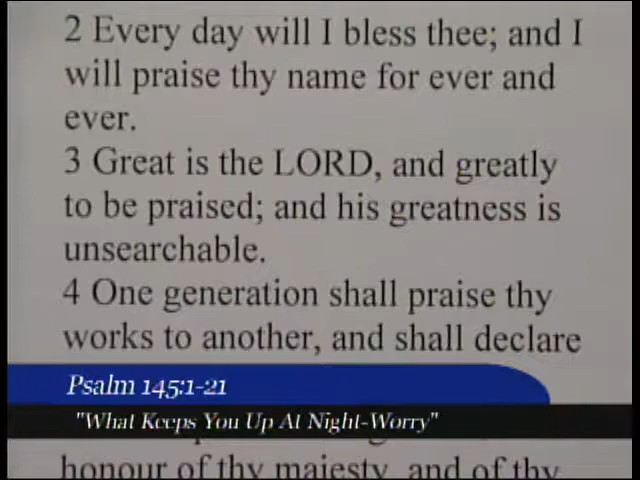 2 Every day will I bless thee; and I
will praise thy name for ever and
ever.
3 Great is the LORD, and greatly
to be praised; and his greatness is
unsearchable.
4 One generation shall praise thy
works to another, and shall declare
Psalm 145:1-21
"What Keeps You Up At Night-Worry"
honour of thy majesty, and of thy